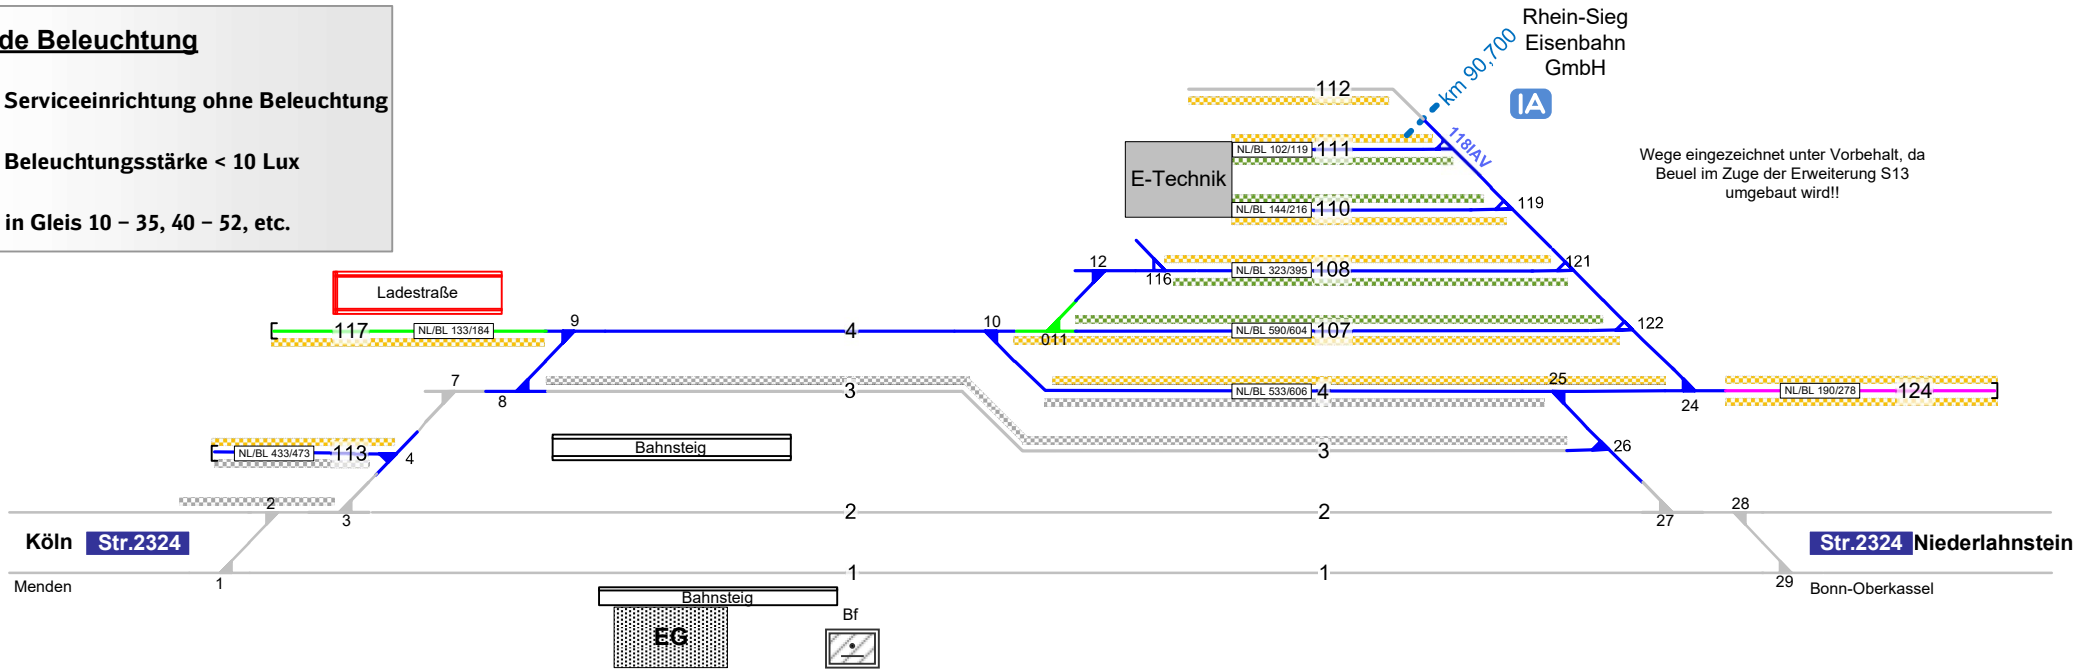 de Beleuchtung
Serviceeinrichtung ohne Beleuchtung
Beleuchtungsstärke < 10 Lux
in Gleis 10 – 35, 40 – 52, etc.
Rhein-Sieg
Eisenbahn
GmbH
IA
km 90,700
112
118IAV
NL/BL 102/119 111
E-Technik
NL/BL 144/216 110
119
Wege eingezeichnet unter Vorbehalt, da
Beuel im Zuge der Erweiterung S13
umgebaut wird!!
12
116
NL/BL 323/395 108
121
Ladestraße
117
NL/BL 133/184
9
4
10
011
NL/BL 590/604 107
122
7
8
3
NL/BL 533/606 4
25
24
NL/BL 190/278 124
NL/BL 433/473 113
4
Bahnsteig
3
26
2
3
2
2
27
28
Köln Str.2324
Str.2324 Niederlahnstein
Menden
1
1
1
29
Bonn-Oberkassel
Bahnsteig
EG
Bf